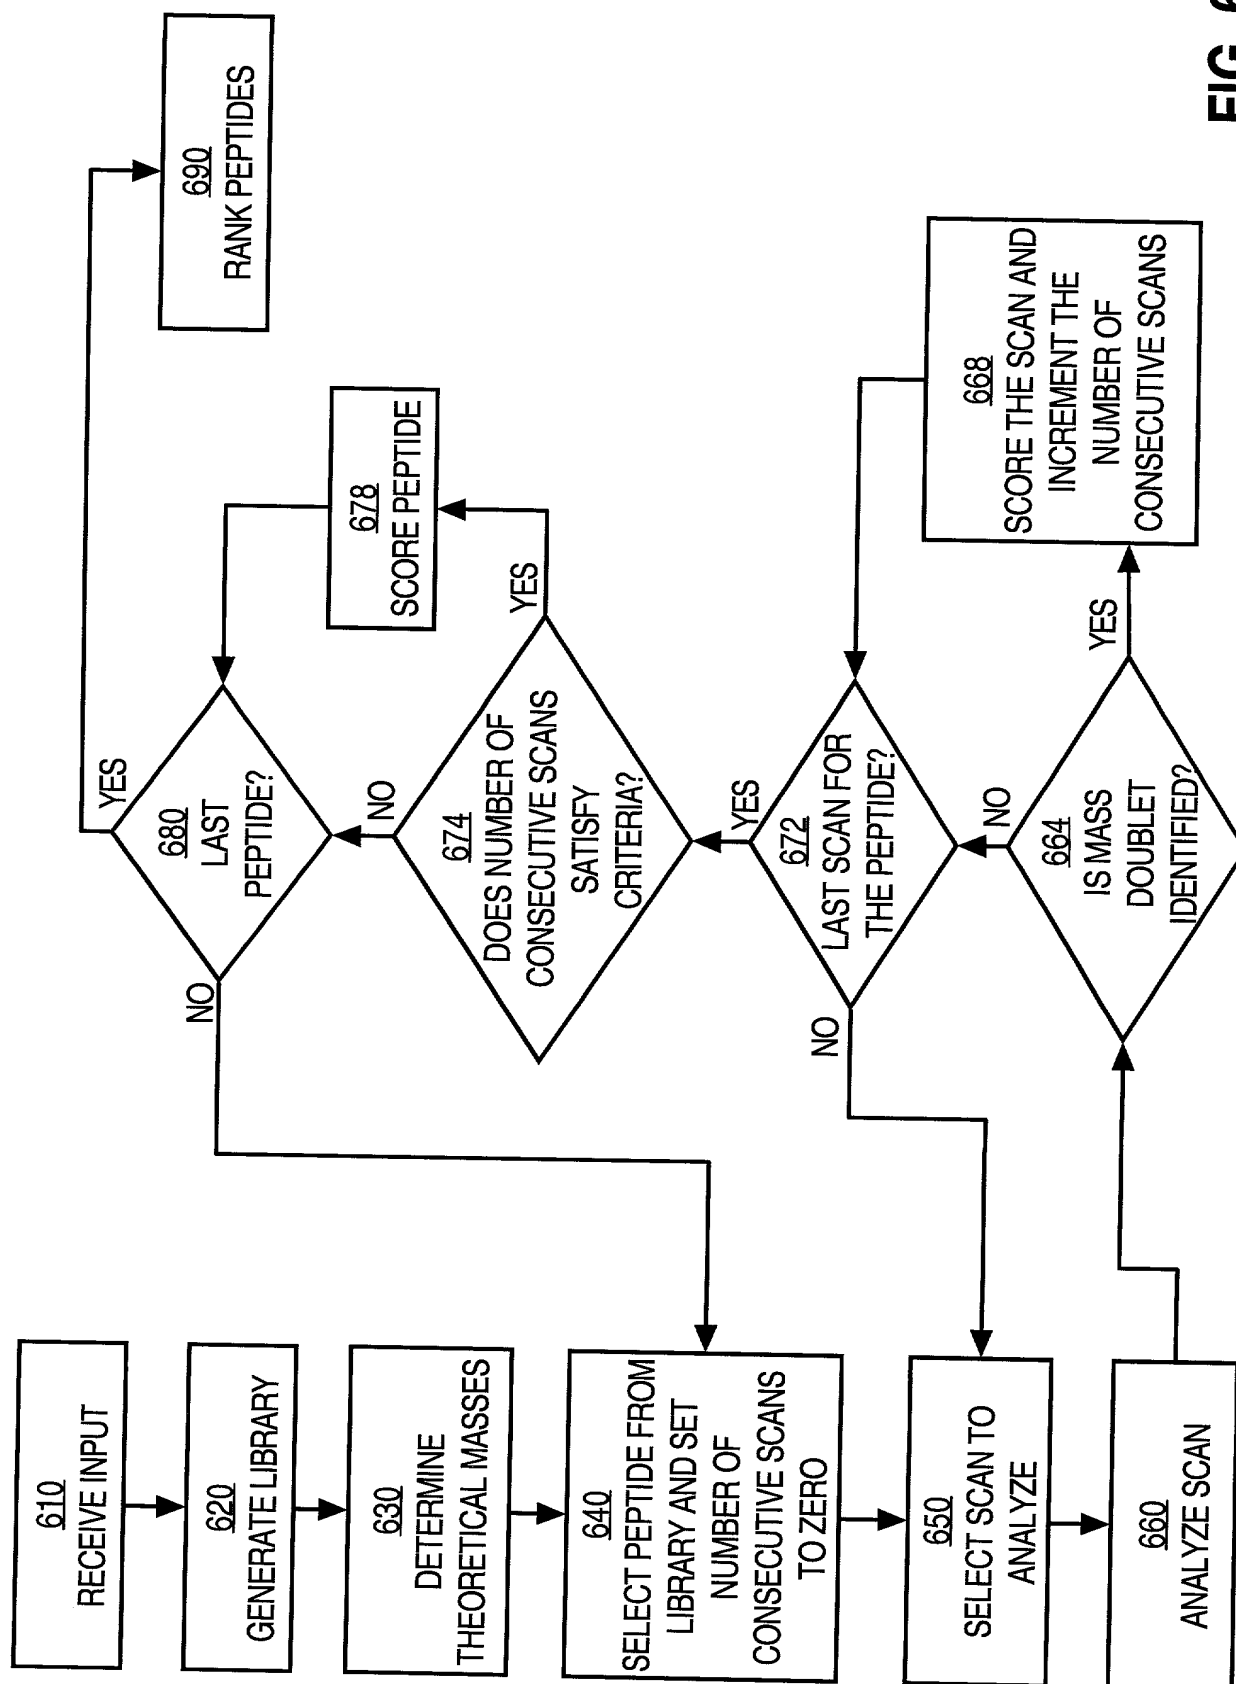 610
RECEIVE INPUT
620
GENERATE LIBRARY
630
DETERMINE
THEORETICAL MASSES
640
SELECT PEPTIDE FROM
LIBRARY AND SET
NUMBER OF
CONSECUTIVE SCANS
TO ZERO
650
SELECT SCAN TO
ANALYZE
660
ANALYZE SCAN
664
IS MASS
DOUBLET
IDENTIFIED?
YES
NO
668
SCORE THE SCAN AND
INCREMENT THE
NUMBER OF
CONSECUTIVE SCANS
672
LAST SCAN FOR
THE PEPTIDE?
NO
YES
674
DOES NUMBER OF
CONSECUTIVE SCANS
SATISFY
CRITERIA?
YES
NO
678
SCORE PEPTIDE
680
LAST
PEPTIDE?
NO
YES
690
RANK PEPTIDES
FIG.